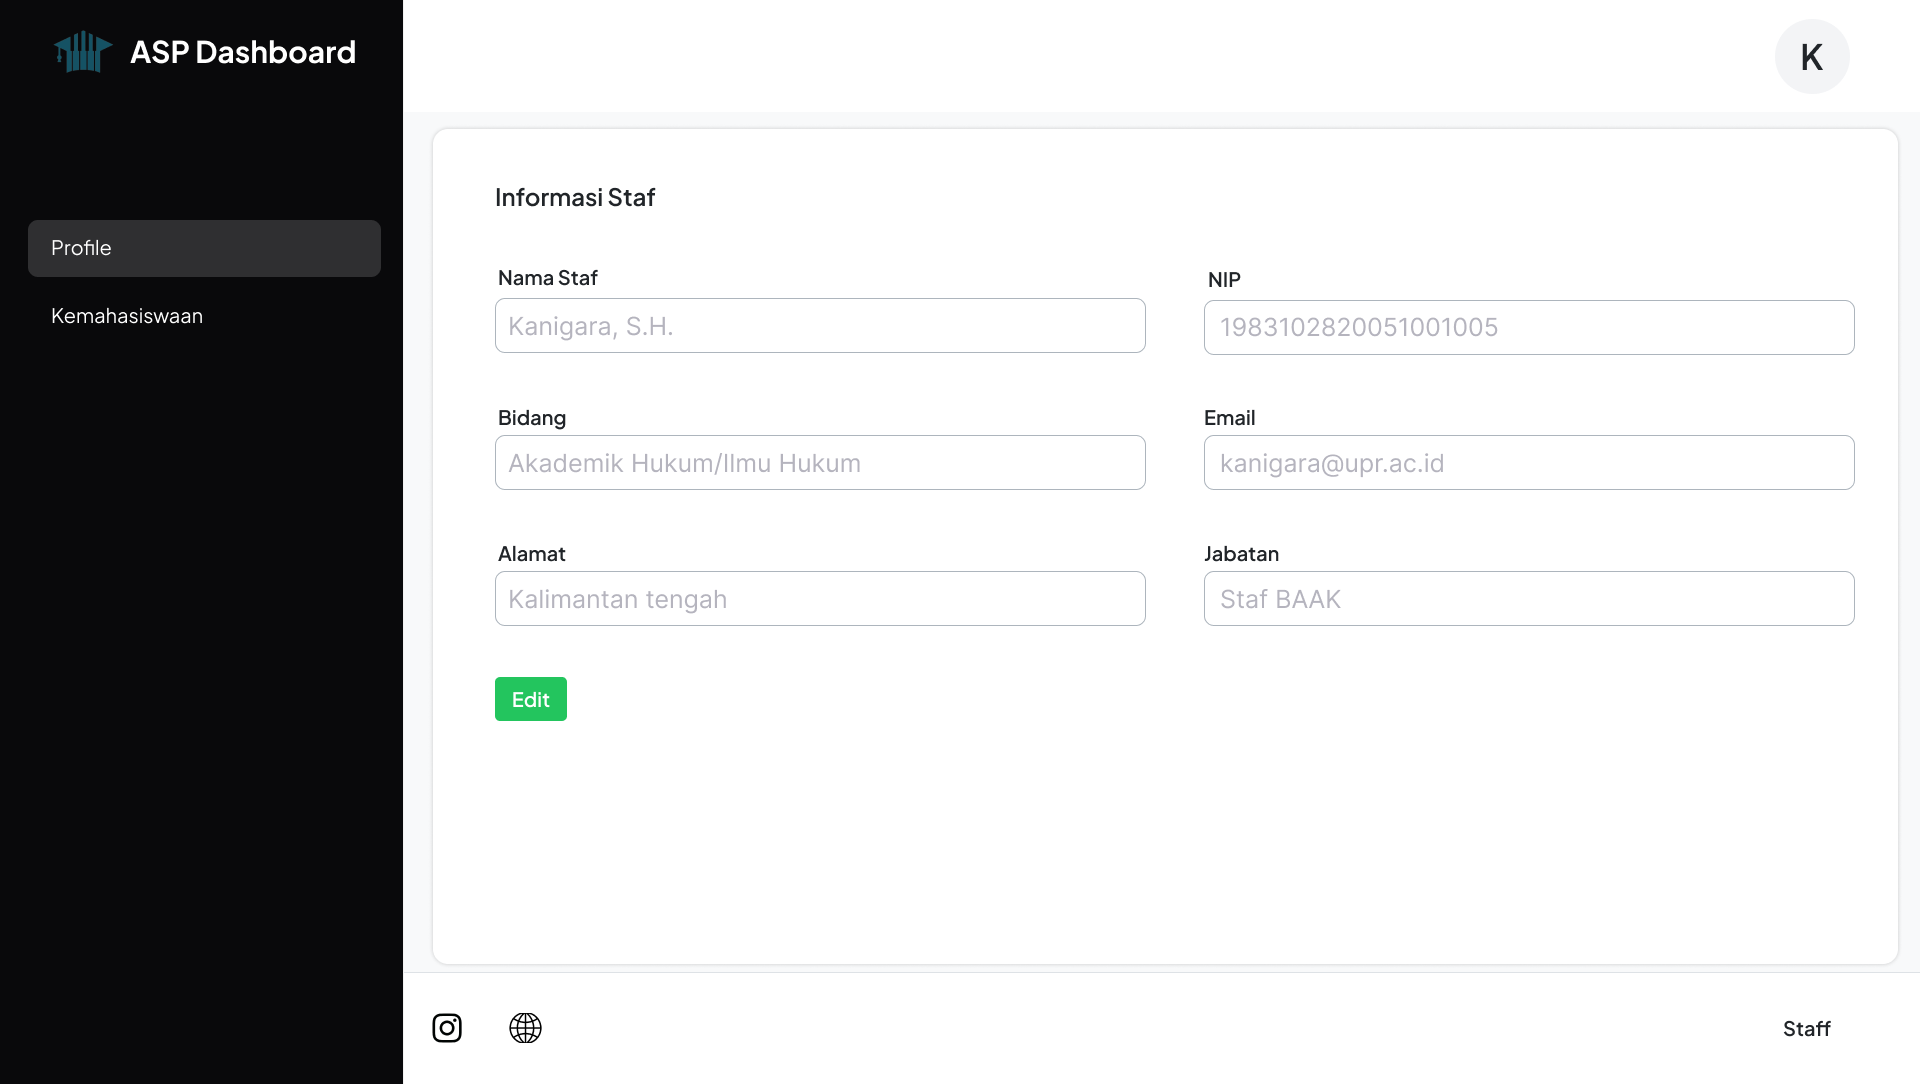 ASP Dashboard
K
Profile
Kemahasiswaan
Informasi Staf
Nama Staf
Kanigara, S.H.
NIP
1983102820051001005
Bidang
Akademik Hukum/Ilmu Hukum
Email
kanigara@upr.ac.id
Alamat
Kalimantan tengah
Jabatan
Staf BAAK
Edit
Staff